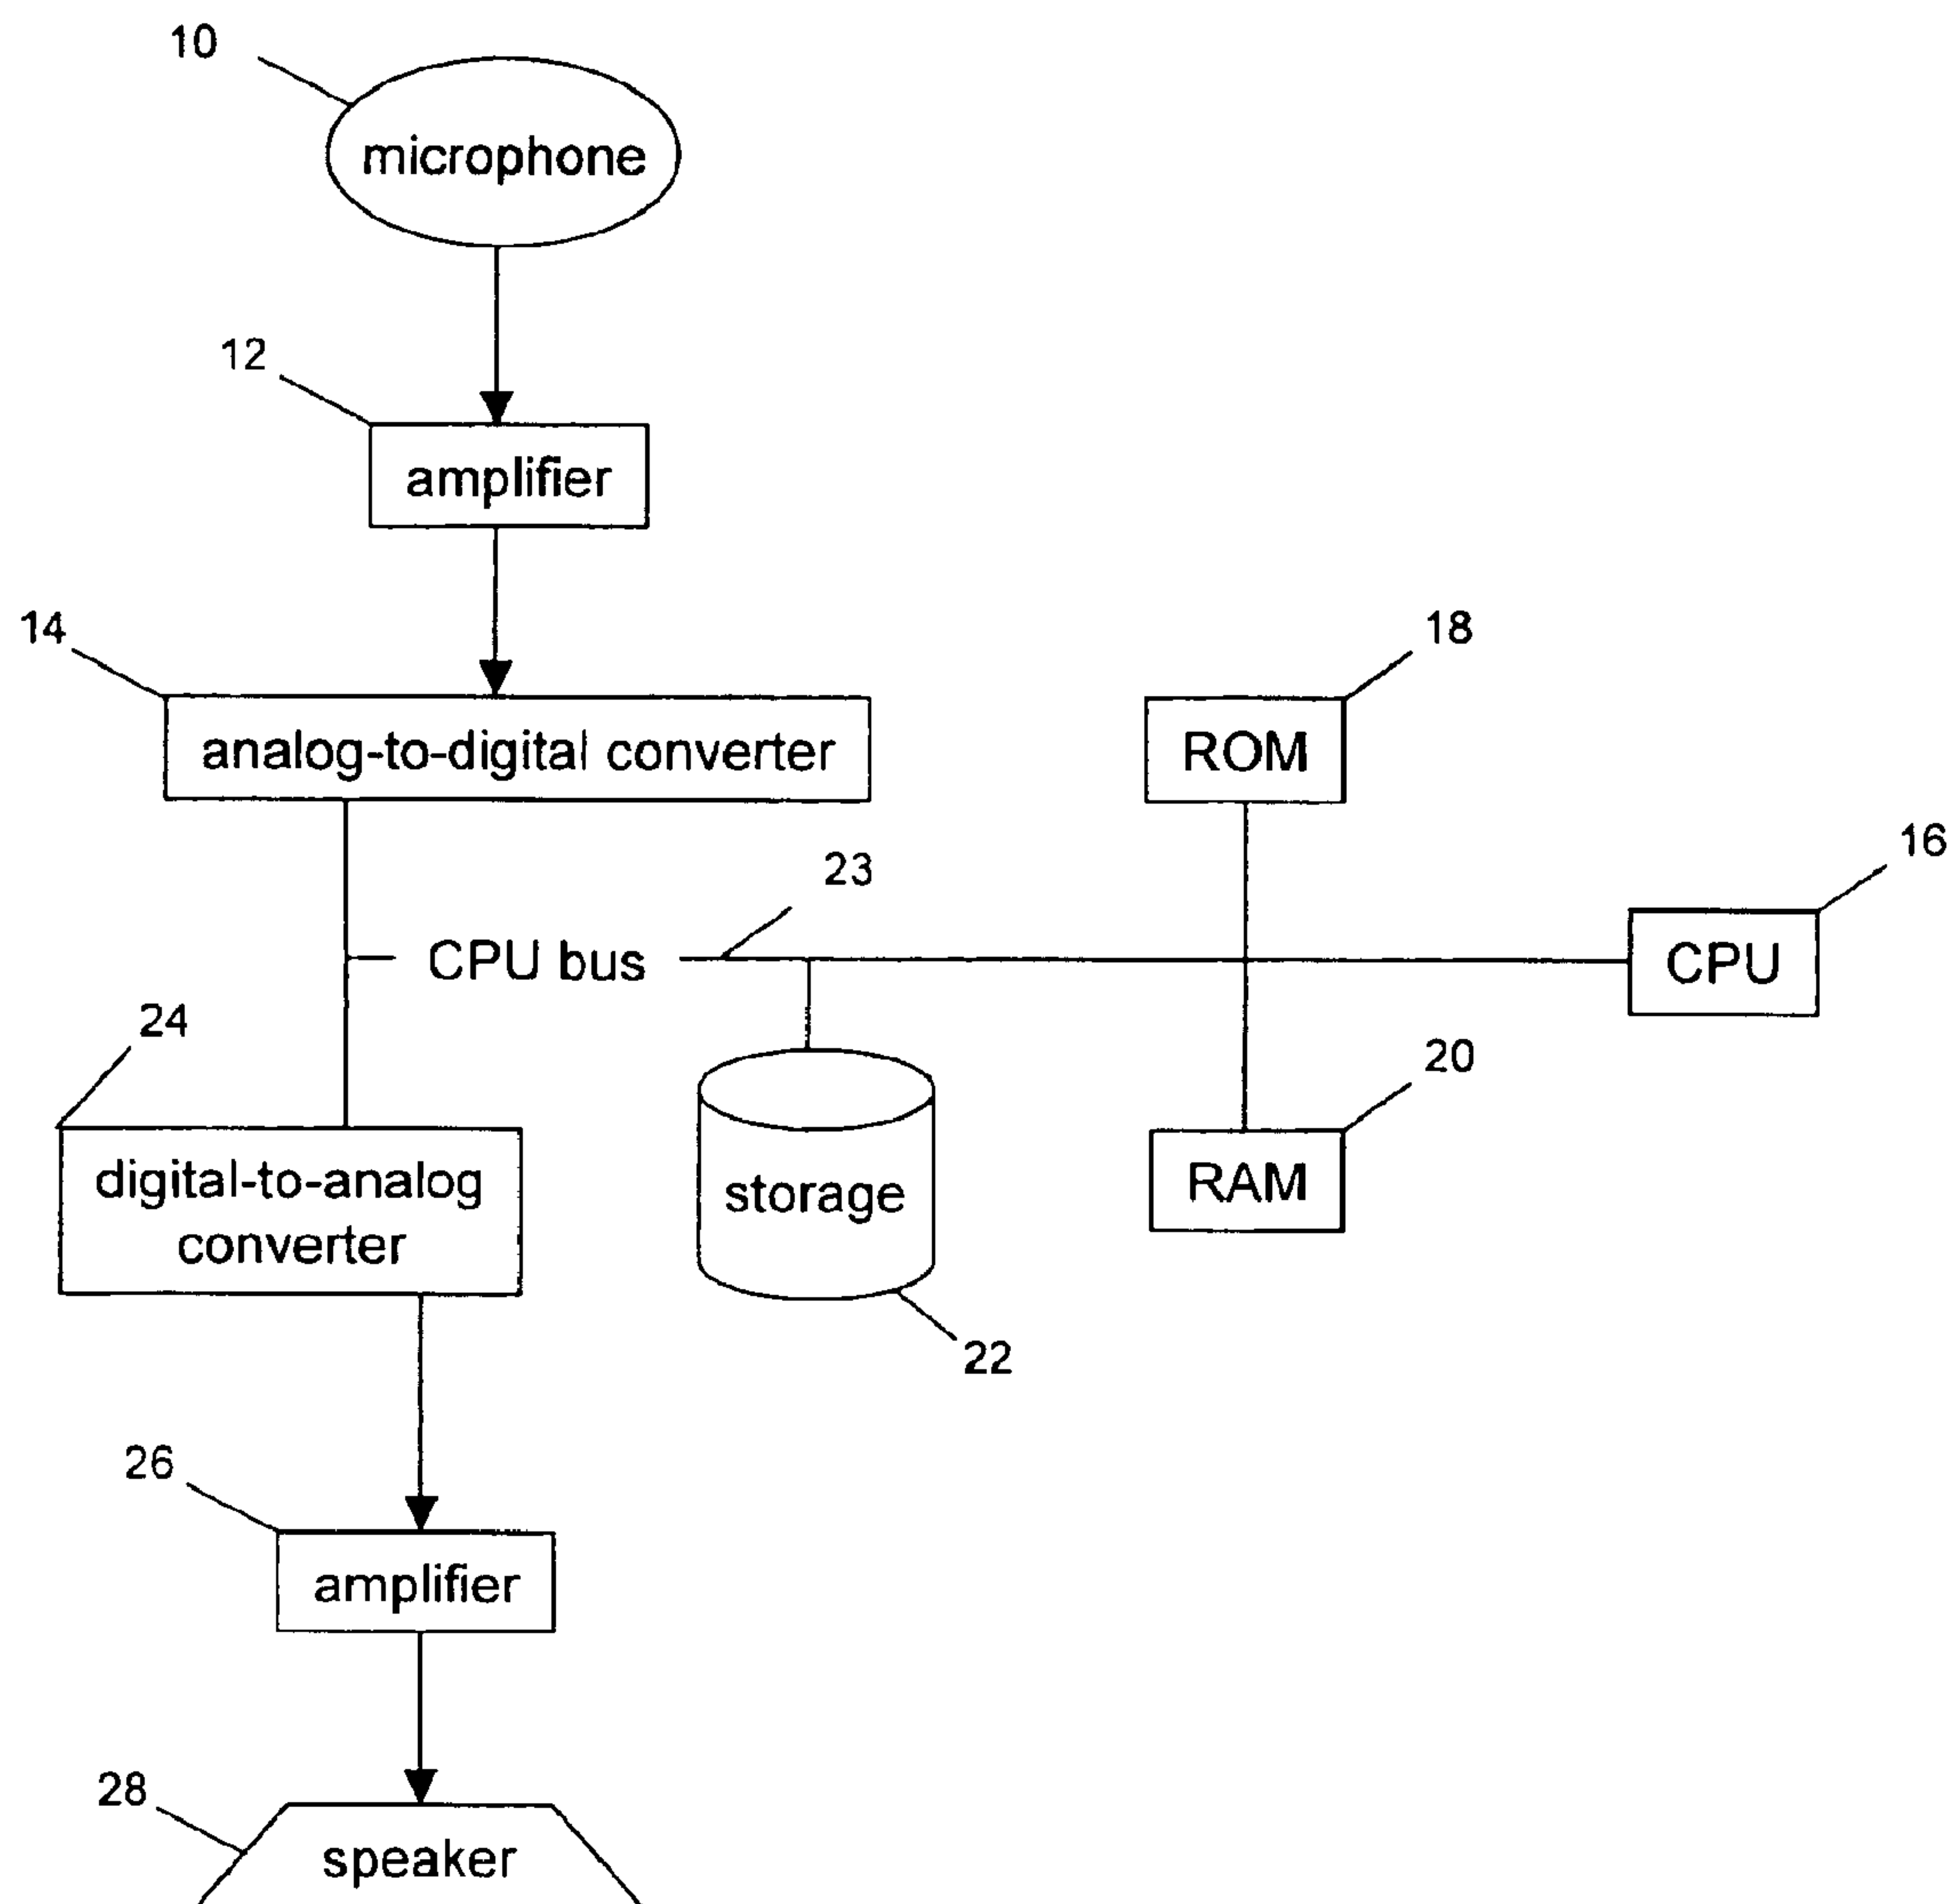 10
microphone
12
amplifier
14
analog-to-digital converter
18
ROM
16
CPU
23
CPU bus
24
digital-to-analog
converter
storage
20
RAM
22
26
amplifier
28
speaker